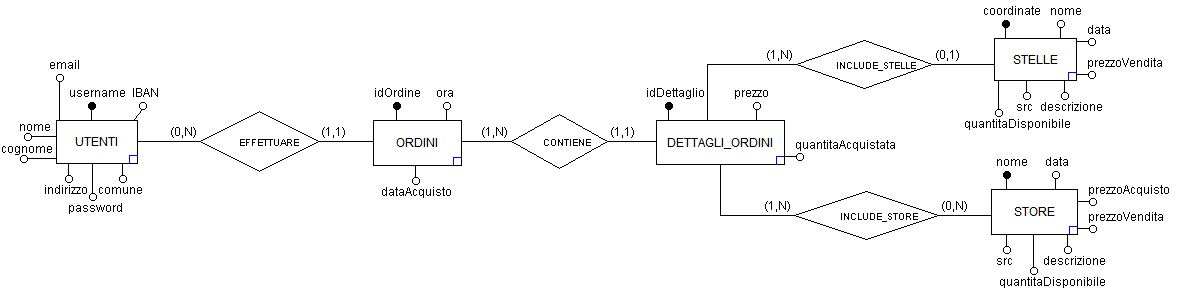 coordinate nome
data
(1,N) (0,1)
INCLUDE_STELLE
STELLE
prezzoVendita
email
username IBAN
idOrdine ora
idDettaglio prezzo
src descrizione
quantitaDisponibile
nome
cognome
UTENTI
(0,N) (1,1)
EFFETTUARE
ORDINI
(1,N) (1,1)
CONTIENE
DETTAGLI_ORDINI
quantitaAcquistata
indirizzo comune
password
dataAcquisto
nome data
prezzoAcquisto
(1,N) (0,N)
INCLUDE_STORE
STORE
prezzoVendita
src descrizione
quantitaDisponibile